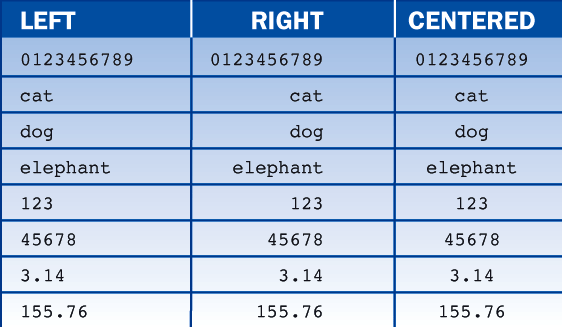 LEFT RIGHT CENTERED
0123456789 0123456789 0123456789
cat cat cat
dog dog dog
elephant elephant elephant
123 123 123
45678 45678 45678
3.14 3.14 3.14
155.76 155.76 155.76